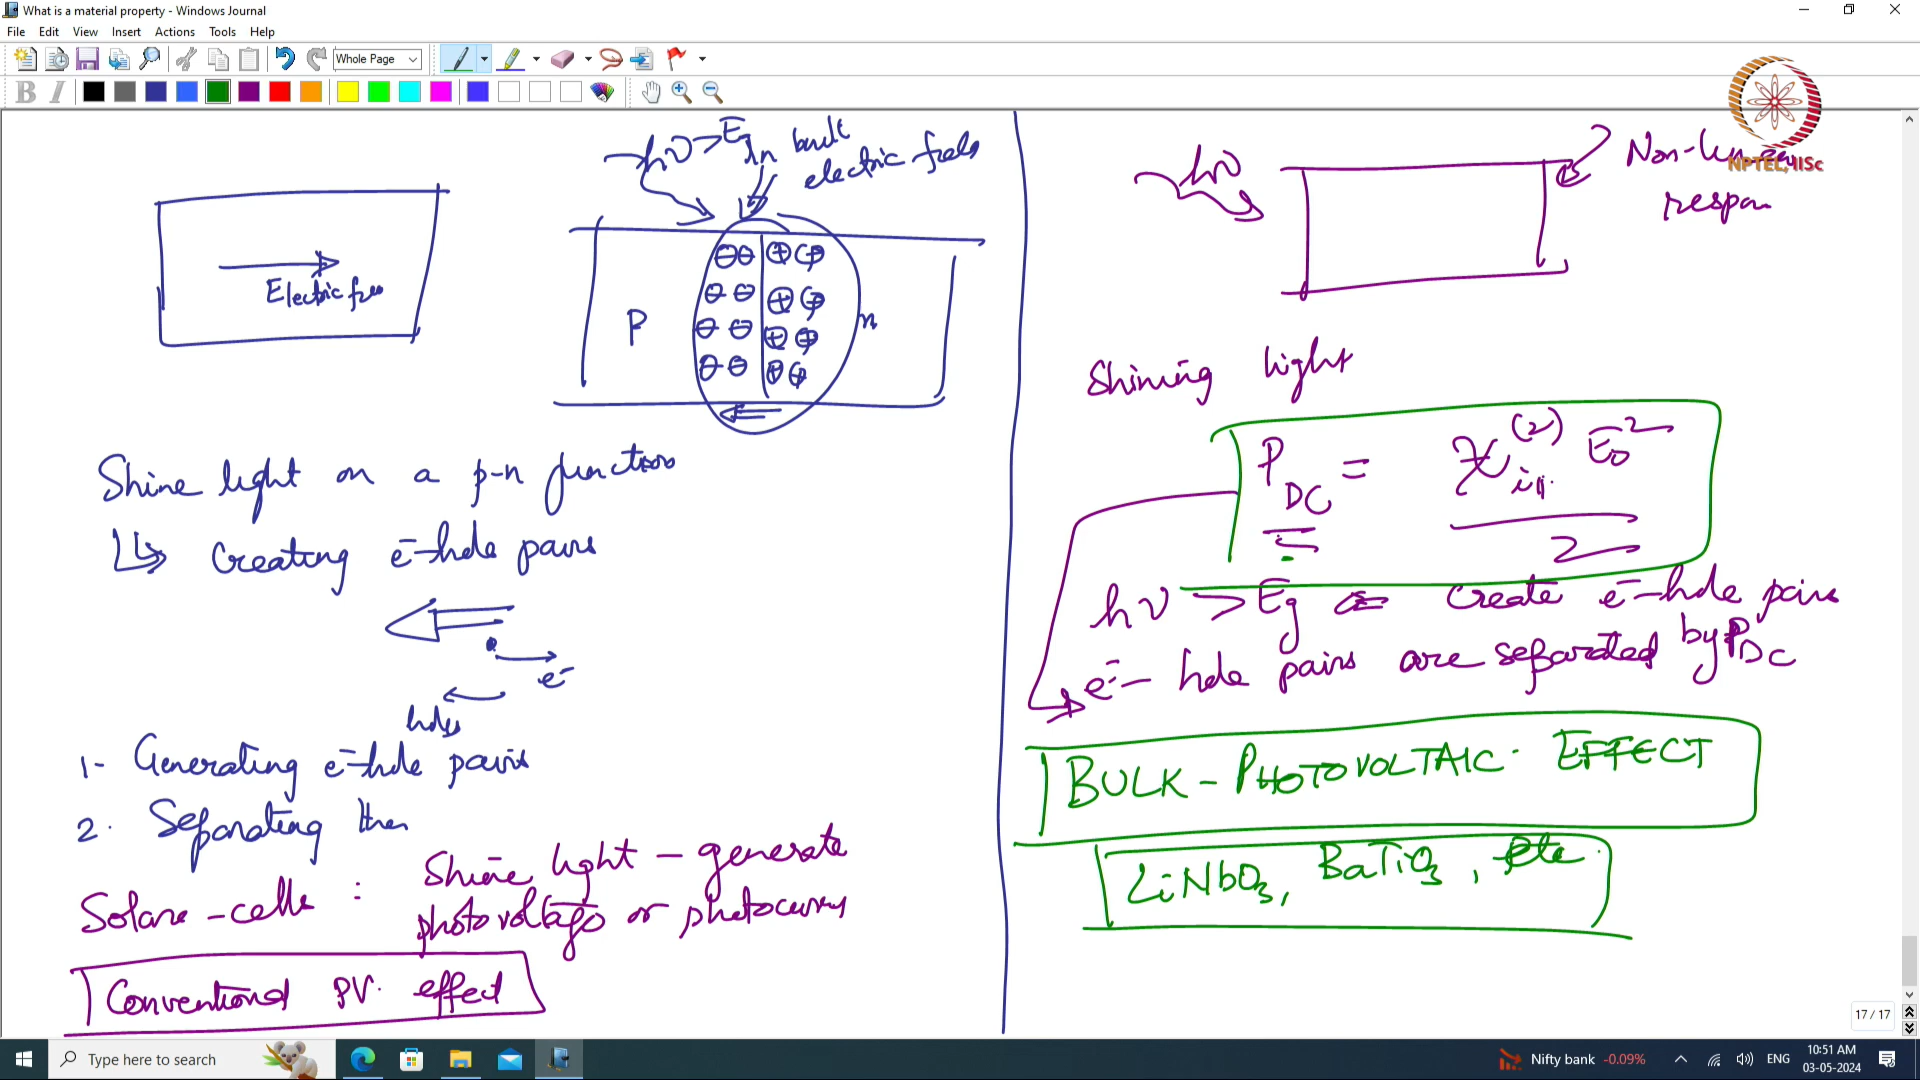 What is a material property - Windows Journal
File Edit View Insert Actions Tools Help
Whole Page
B I
NPTEL, IISc
hν > Eg
In built
electric field
Electric
P
n
Shine light on a p-n junction
↳ Creating e⁻-hole pairs
e⁻
holes
1- Generating e⁻-hole pairs
2. Separating them
Solar-cells : Shine light - generate
photovoltage or photocurrent
Conventional PV. effect
hν
Non-linear
respon
Shining light
P_DC = χ^(2)_i11 E₀² / 2
hν > Eg create e⁻-hole pairs
e⁻- hole pairs are separated by P_DC
BULK-PHOTOVOLTAIC EFFECT
LiNbO₃, BaTiO₃, etc.
17 / 17
Type here to search
Nifty bank -0.09%
ENG
10:51 AM
03-05-2024